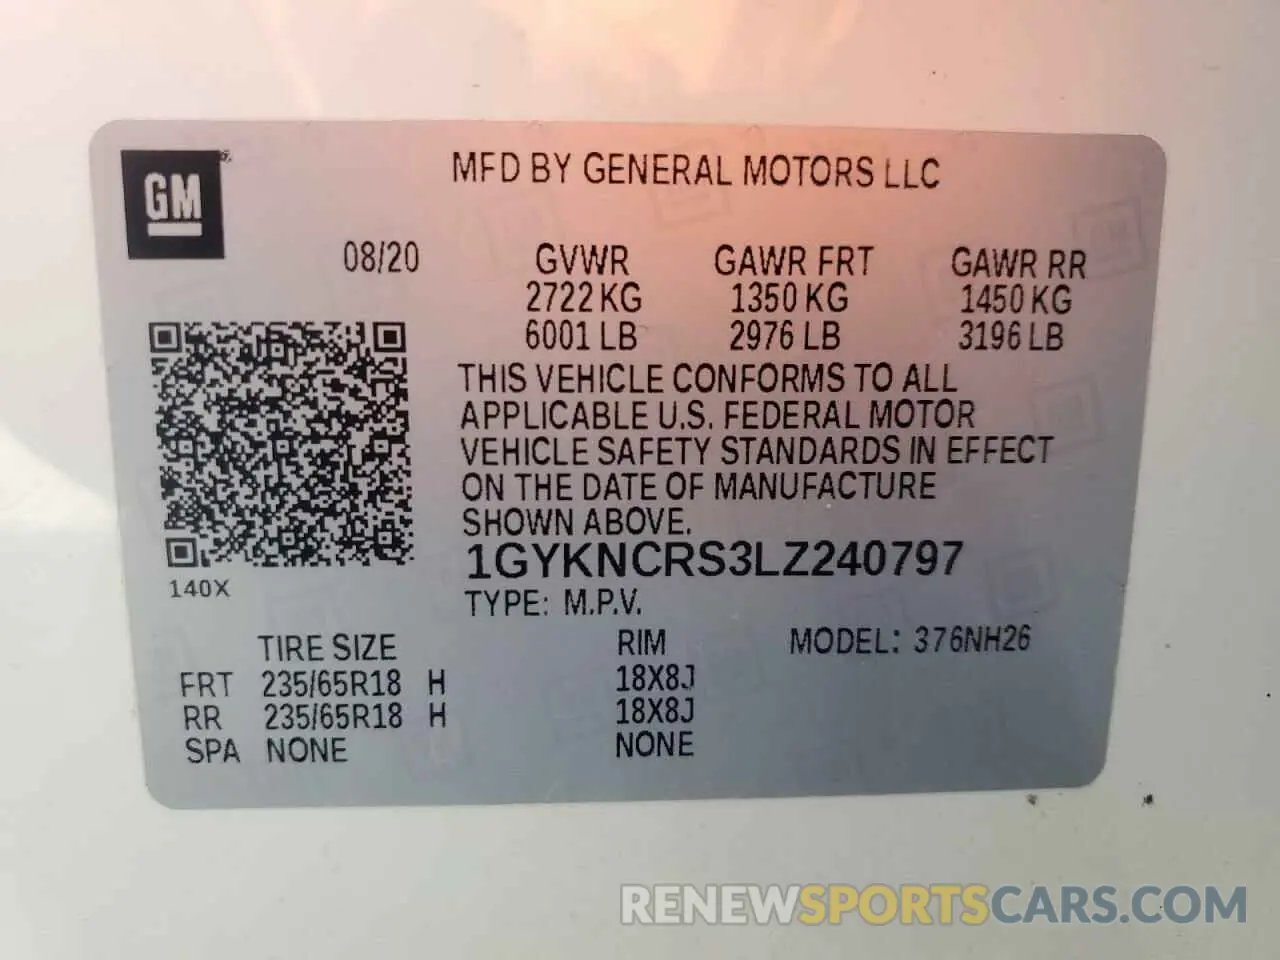 GM
MFD BY GENERAL MOTORS LLC
08/20 GVWR GAWR FRT GAWR RR
2722 KG 1350 KG 1450 KG
6001 LB 2976 LB 3196 LB
THIS VEHICLE CONFORMS TO ALL
APPLICABLE U.S. FEDERAL MOTOR
VEHICLE SAFETY STANDARDS IN EFFECT
ON THE DATE OF MANUFACTURE
SHOWN ABOVE.
1GYKNCRS3LZ240797
140X
TYPE: M.P.V.
TIRE SIZE RIM MODEL: 376NH26
FRT 235/65R18 H 18X8J
RR 235/65R18 H 18X8J
SPA NONE NONE
RENEWSPORTSCARS.COM